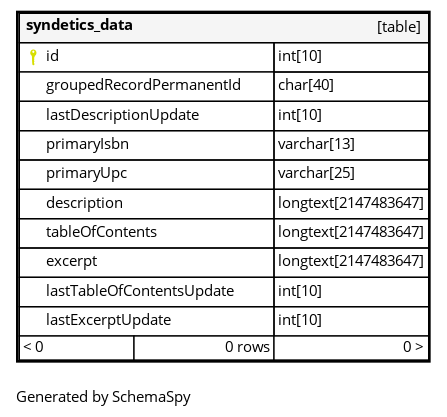 syndetics_data [table]
id int[10]
groupedRecordPermanentId char[40]
lastDescriptionUpdate int[10]
primaryIsbn varchar[13]
primaryUpc varchar[25]
description longtext[2147483647]
tableOfContents longtext[2147483647]
excerpt longtext[2147483647]
lastTableOfContentsUpdate int[10]
lastExcerptUpdate int[10]
< 0 0 rows 0 >
Generated by SchemaSpy